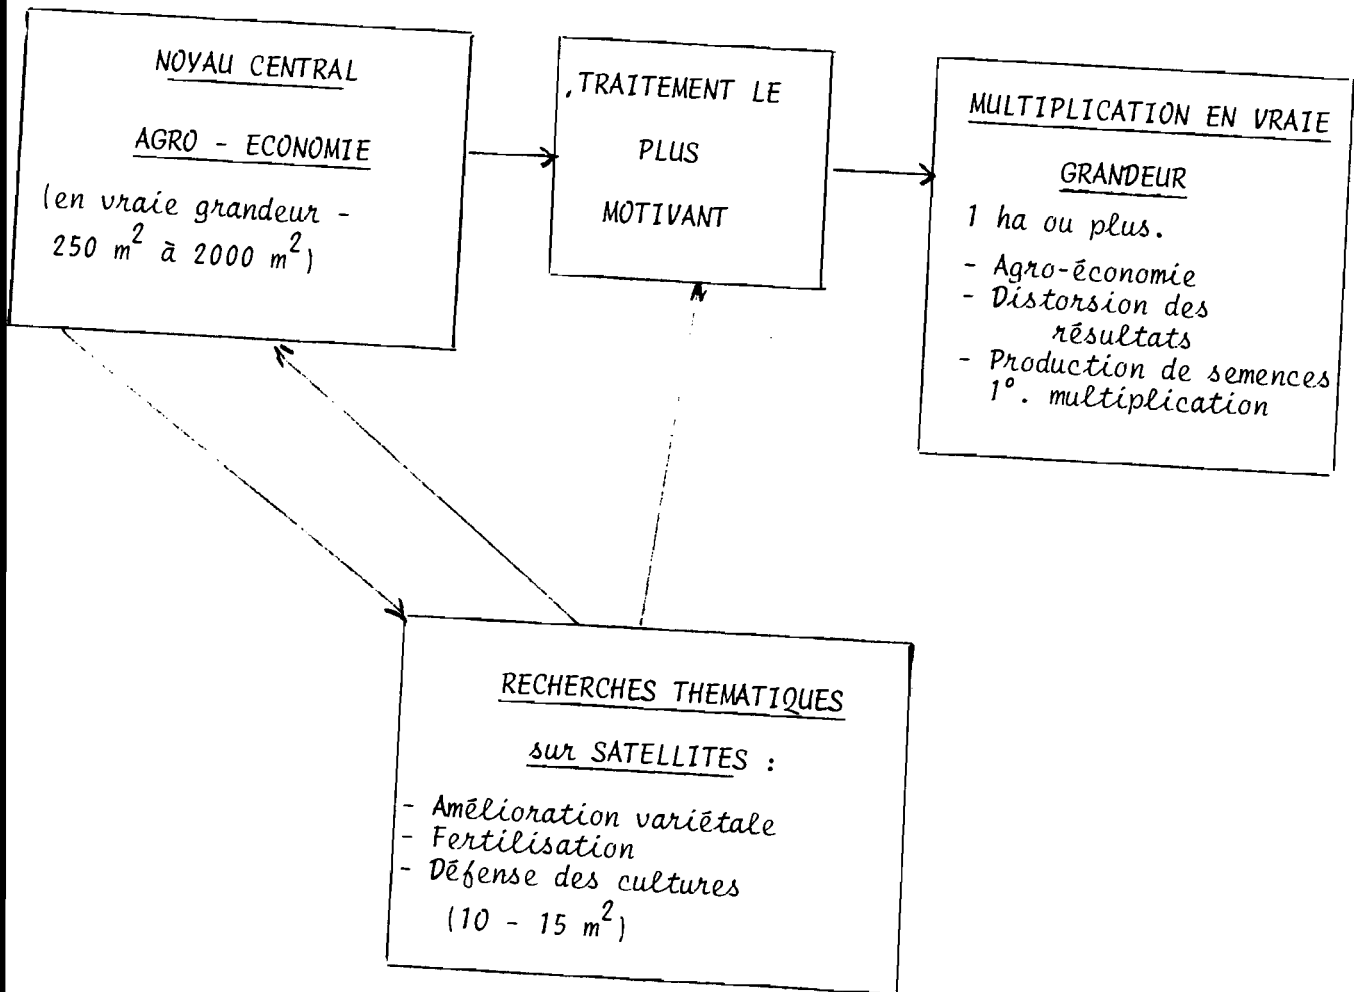 NOYAU CENTRAL
AGRO - ECONOMIE
(en vraie grandeur -
250 m² à 2000 m²)
TRAITEMENT LE
PLUS
MOTIVANT
MULTIPLICATION EN VRAIE
GRANDEUR
1 ha ou plus.
- Agro-économie
- Distorsion des
résultats
- Production de semences
1°. multiplication
RECHERCHES THEMATIQUES
sur SATELLITES :
- Amélioration variétale
- Fertilisation
- Défense des cultures
(10 - 15 m²)